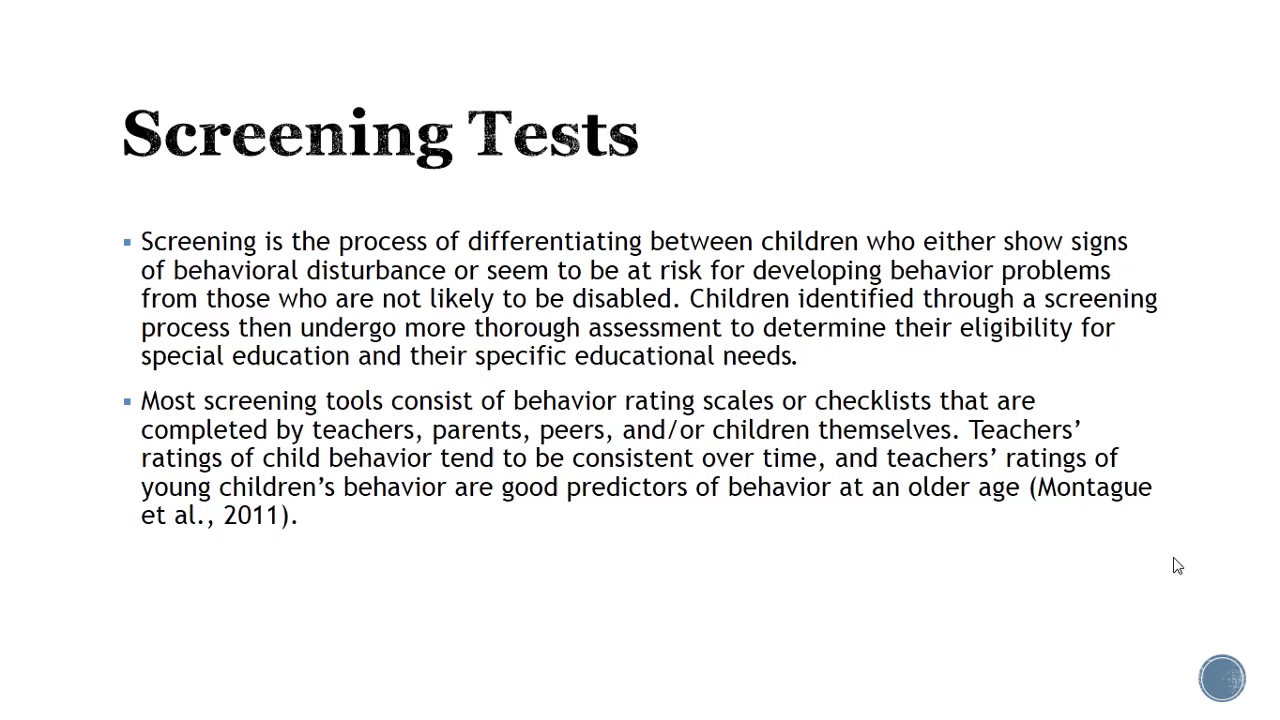 Screening Tests
Screening is the process of differentiating between children who either show signs
of behavioral disturbance or seem to be at risk for developing behavior problems
from those who are not likely to be disabled. Children identified through a screening
process then undergo more thorough assessment to determine their eligibility for
special education and their specific educational needs.
Most screening tools consist of behavior rating scales or checklists that are
completed by teachers, parents, peers, and/or children themselves. Teachers’
ratings of child behavior tend to be consistent over time, and teachers’ ratings of
young children’s behavior are good predictors of behavior at an older age (Montague
et al., 2011).